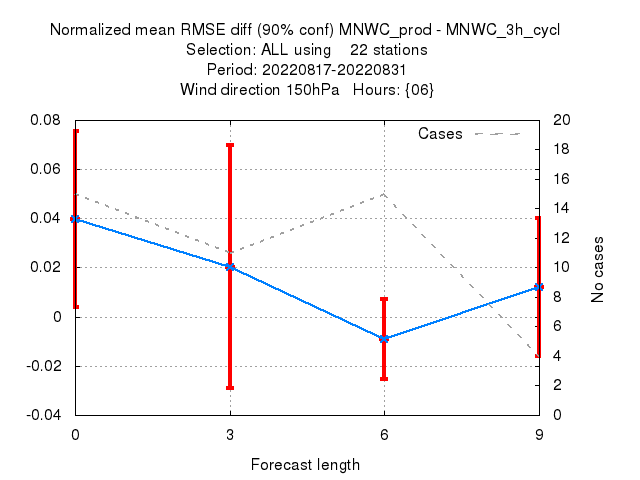 Normalized mean RMSE diff (90% conf) MNWC_prod - MNWC_3h_cycl
Selection: ALL using    22 stations
Period: 20220817-20220831
Wind direction 150hPa   Hours: {06}
Cases
0.08
0.06
0.04
0.02
0
-0.02
-0.04
20
18
16
14
12
10
8
6
4
2
0
No cases
0 3 6 9
Forecast length